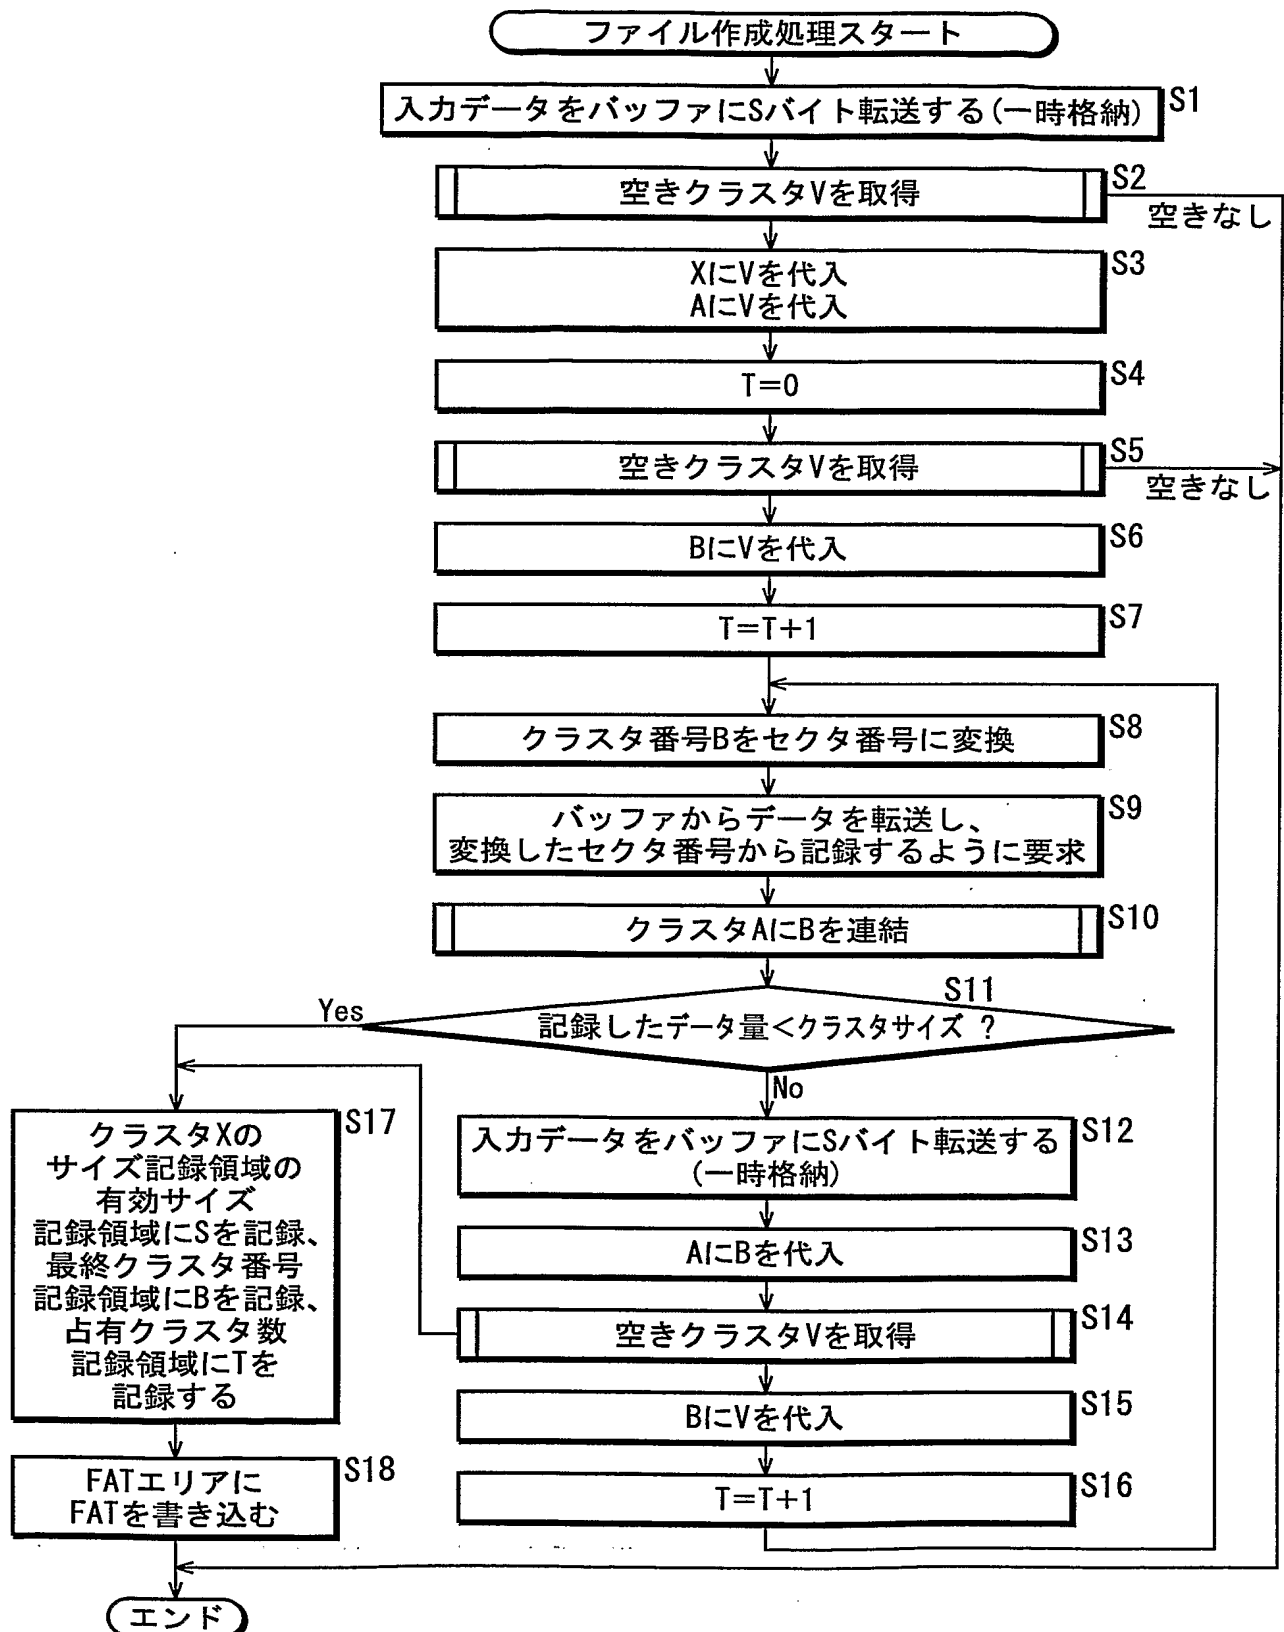 ファイル作成処理スタート
入力データをバッファにSバイト転送する(一時格納)
S1
空きクラスタVを取得
S2
空きなし
XにVを代入
AにVを代入
S3
T=0
S4
空きクラスタVを取得
S5
空きなし
BにVを代入
S6
T=T+1
S7
クラスタ番号Bをセクタ番号に変換
S8
バッファからデータを転送し、
変換したセクタ番号から記録するように要求
S9
クラスタAにBを連結
S10
S11
記録したデータ量<クラスタサイズ ?
Yes
No
入力データをバッファにSバイト転送する
(一時格納)
S12
AにBを代入
S13
空きクラスタVを取得
S14
BにVを代入
S15
T=T+1
S16
クラスタXの
サイズ記録領域の
有効サイズ
記録領域にSを記録、
最終クラスタ番号
記録領域にBを記録、
占有クラスタ数
記録領域にTを
記録する
S17
FATエリアに
FATを書き込む
S18
エンド